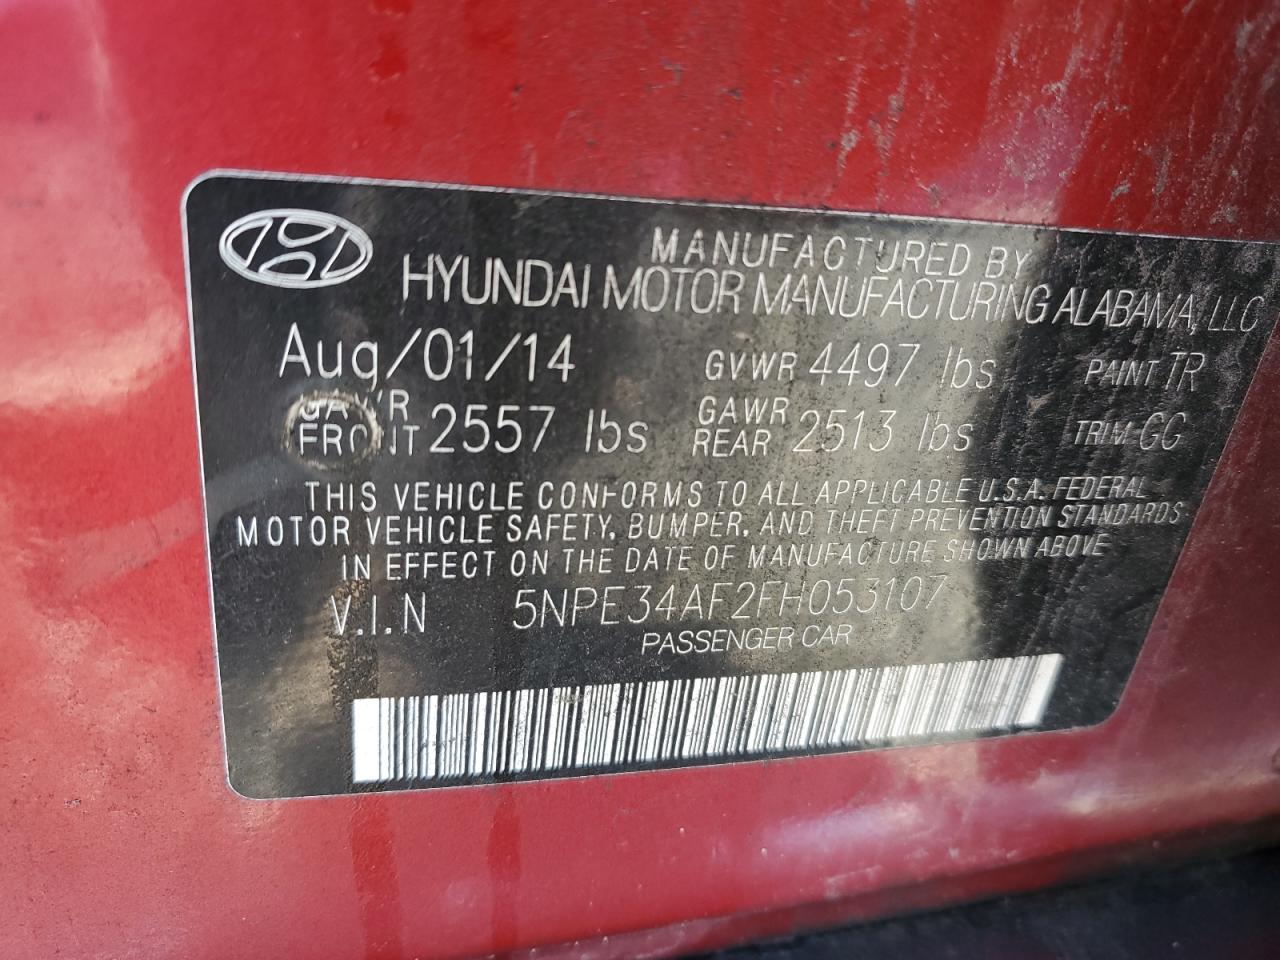 MANUFACTURED BY
HYUNDAI MOTOR MANUFACTURING ALABAMA, LLC
Aug/01/14 GVWR 4497 lbs PAINT TR
GAWR FRONT 2557 lbs GAWR REAR 2513 lbs TRIM GG
THIS VEHICLE CONFORMS TO ALL APPLICABLE U.S.A. FEDERAL
MOTOR VEHICLE SAFETY, BUMPER, AND THEFT PREVENTION STANDARDS
IN EFFECT ON THE DATE OF MANUFACTURE SHOWN ABOVE
V.I.N 5NPE34AF2FH053107
PASSENGER CAR